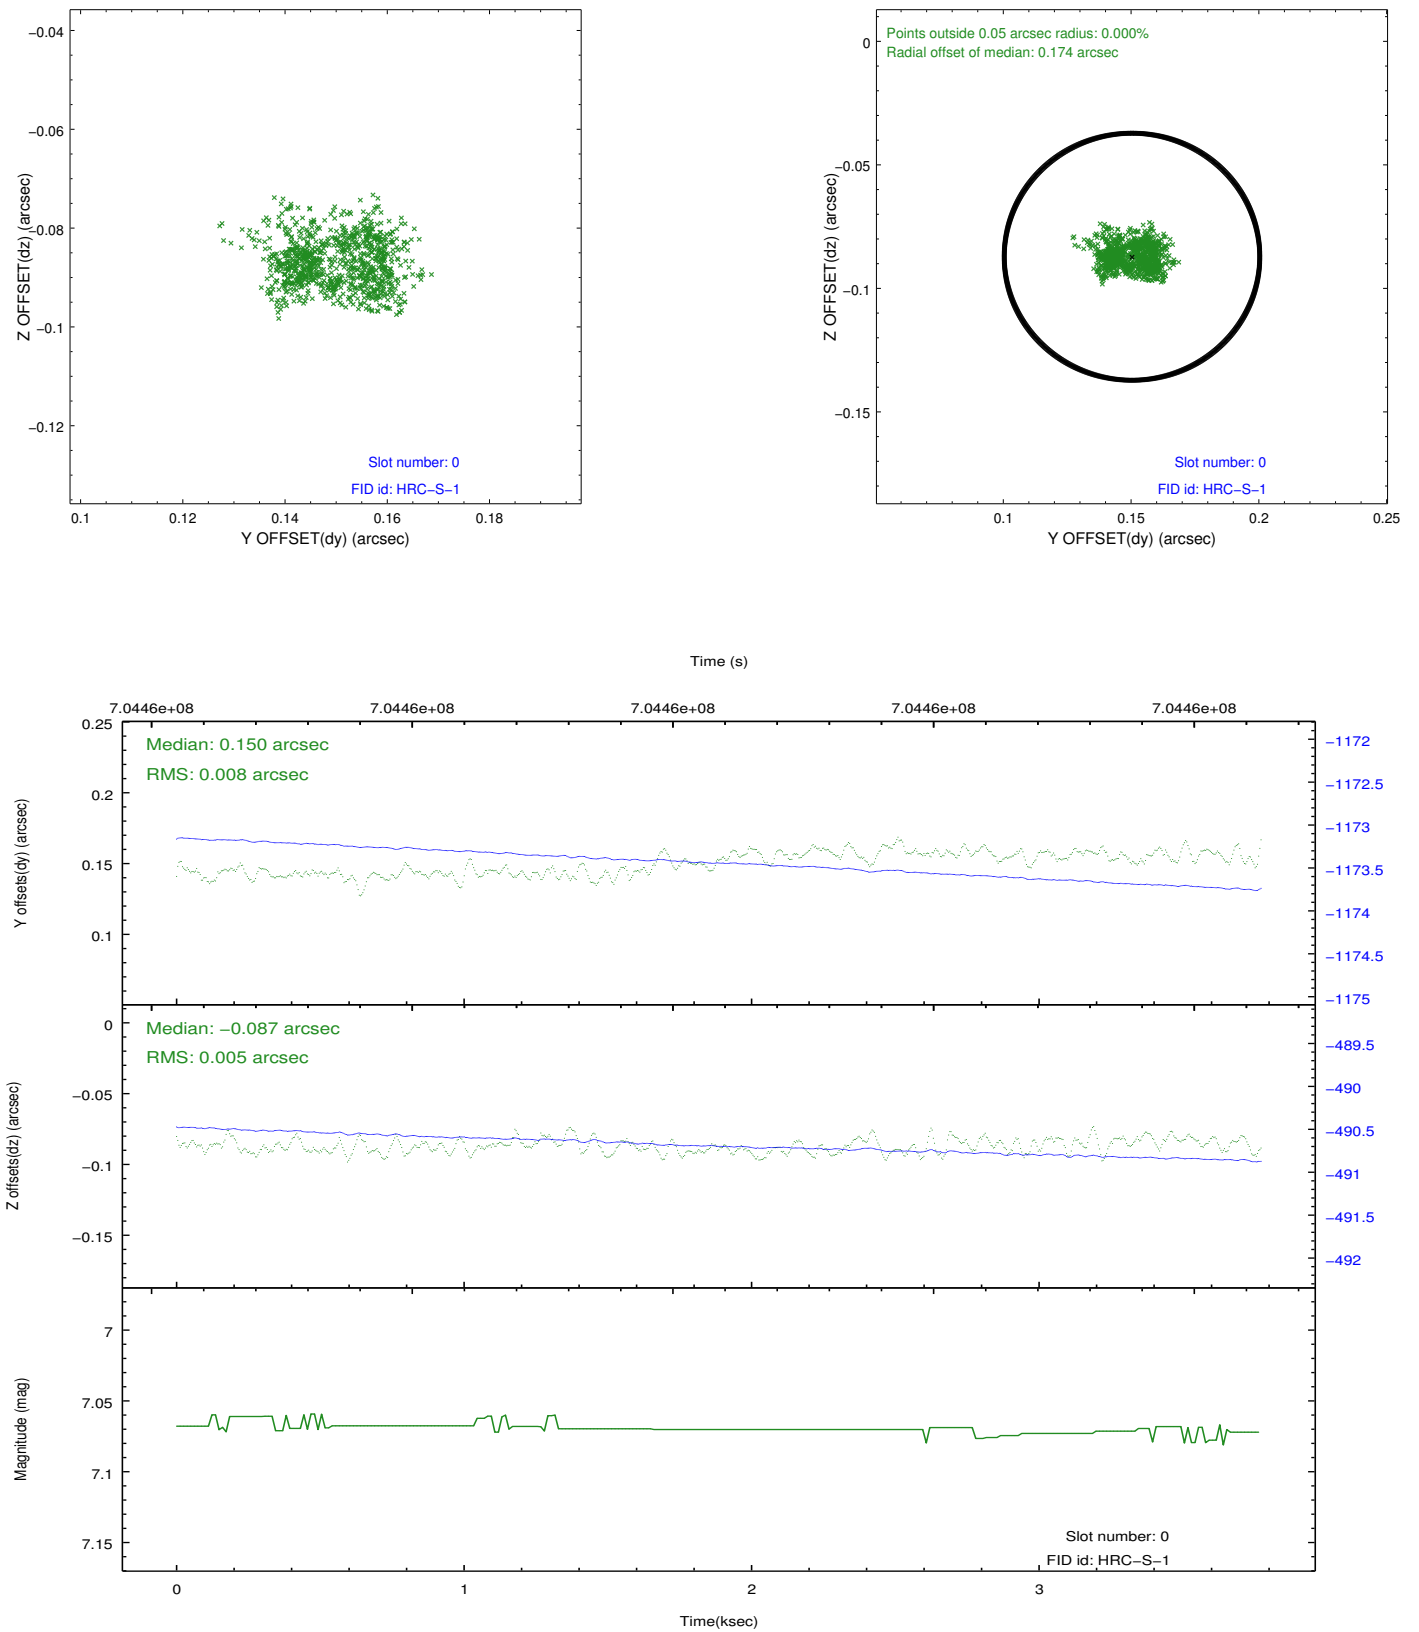 −0.04
−0.06
−0.08
−0.1
−0.12
Z OFFSET(dz) (arcsec)
Slot number: 0
FID id: HRC−S−1
0.1 0.12 0.14 0.16 0.18
Y OFFSET(dy) (arcsec)
Points outside 0.05 arcsec radius: 0.000%
Radial offset of median: 0.174 arcsec
0
−0.05
−0.1
−0.15
Z OFFSET(dz) (arcsec)
Slot number: 0
FID id: HRC−S−1
0.1 0.15 0.2 0.25
Y OFFSET(dy) (arcsec)
Time (s)
7.0446e+08 7.0446e+08 7.0446e+08 7.0446e+08 7.0446e+08
Median: 0.150 arcsec
RMS: 0.008 arcsec
0.25
0.2
0.15
0.1
Y offsets(dy) (arcsec)
−1172
−1172.5
−1173
−1173.5
−1174
−1174.5
−1175
Median: −0.087 arcsec
RMS: 0.005 arcsec
0
−0.05
−0.1
−0.15
Z offsets(dz) (arcsec)
−489.5
−490
−490.5
−491
−491.5
−492
7
7.05
7.1
7.15
Magnitude (mag)
Slot number: 0
FID id: HRC−S−1
0 1 2 3
Time(ksec)